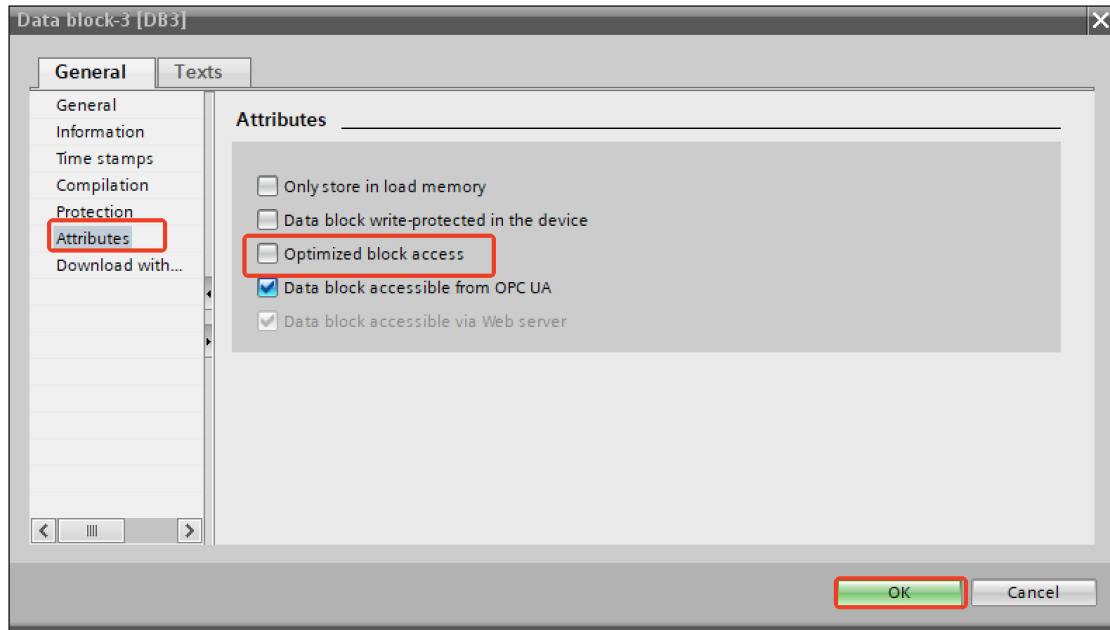 Data block-3 [DB3]
General
Texts
General
Information
Time stamps
Compilation
Protection
Attributes
Download with...
Attributes
Only store in load memory
Data block write-protected in the device
Optimized block access
Data block accessible from OPC UA
Data block accessible via Web server
OK
Cancel